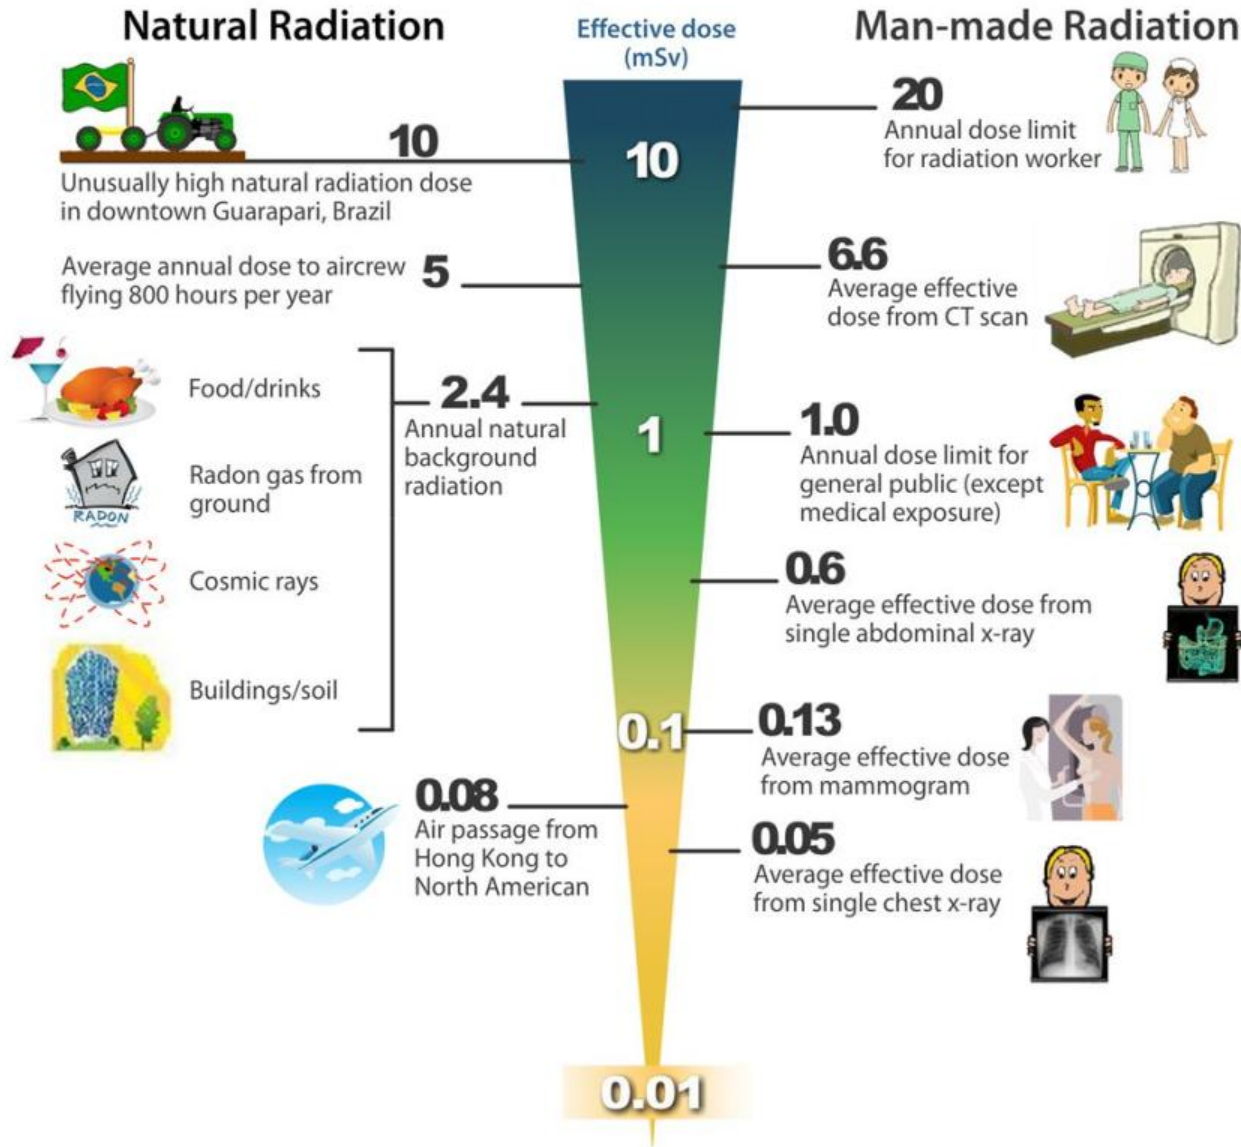 Natural Radiation
Effective dose
(mSv)
Man-made Radiation
10
Unusually high natural radiation dose
in downtown Guarapari, Brazil
Average annual dose to aircrew
flying 800 hours per year
5
Food/drinks
Radon gas from
ground
RADON
Cosmic rays
Buildings/soil
2.4
Annual natural
background
radiation
0.08
Air passage from
Hong Kong to
North American
10
1
0.1
0.01
20
Annual dose limit
for radiation worker
6.6
Average effective
dose from CT scan
1.0
Annual dose limit for
general public (except
medical exposure)
0.6
Average effective dose from
single abdominal x-ray
0.13
Average effective dose
from mammogram
0.05
Average effective dose
from single chest x-ray